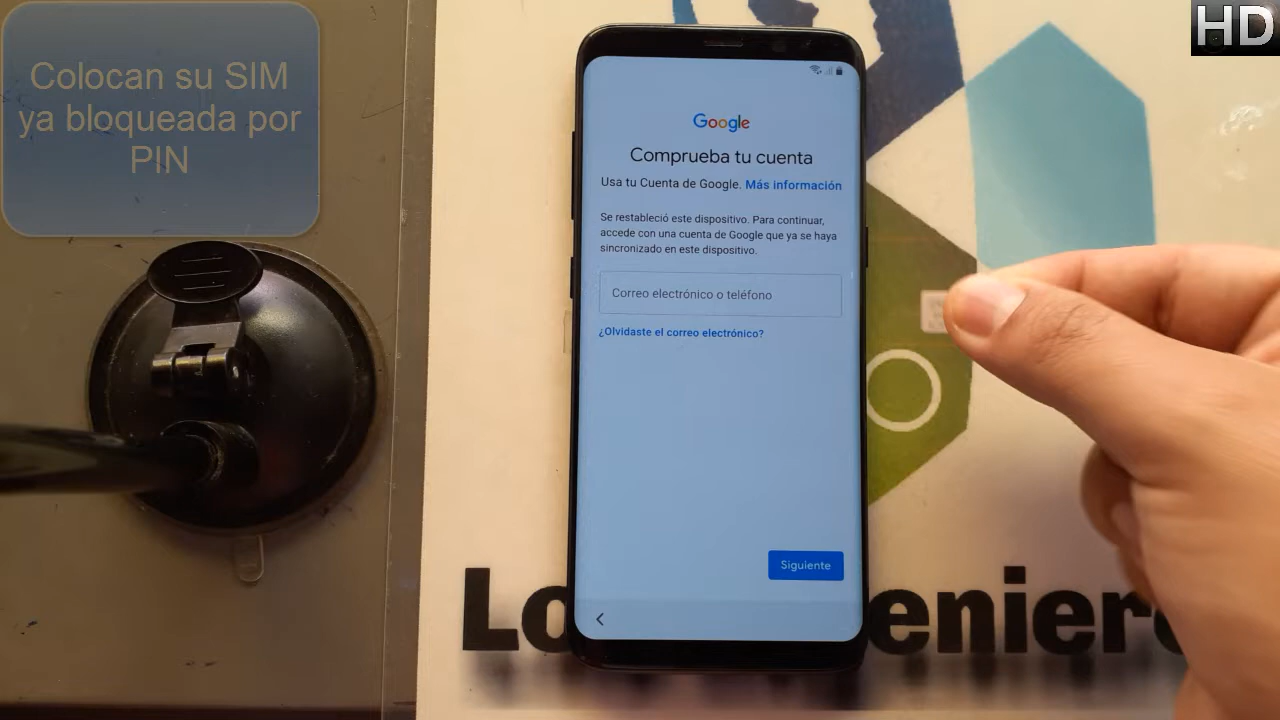 Colocan su SIM
ya bloqueada por
PIN
HD
Google
Comprueba tu cuenta
Usa tu Cuenta de Google. Más información
Se restableció este dispositivo. Para continuar,
accede con una cuenta de Google que ya se haya
sincronizado en este dispositivo.
Correo electrónico o teléfono
¿Olvidaste el correo electrónico?
Siguiente
Lo
eniero